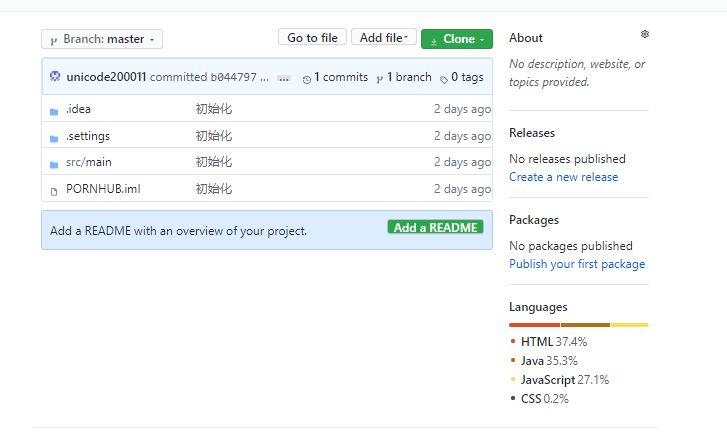 Branch: master
Go to file
Add file
Clone
unicode200011 committed b044797 ...
1 commits
1 branch
0 tags
.idea 初始化 2 days ago
.settings 初始化 2 days ago
src/main 初始化 2 days ago
PORNHUB.iml 初始化 2 days ago
Add a README with an overview of your project.
Add a README
About
No description, website, or
topics provided.
Releases
No releases published
Create a new release
Packages
No packages published
Publish your first package
Languages
HTML 37.4%
Java 35.3%
JavaScript 27.1%
CSS 0.2%